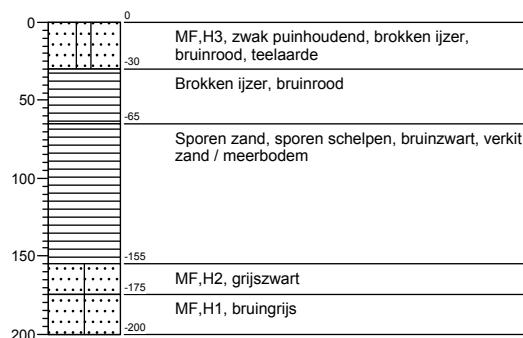 0
0
MF,H3, zwak puinhoudend, brokken ijzer,
bruinrood, teelaarde
-30
Brokken ijzer, bruinrood
50
-65
Sporen zand, sporen schelpen, bruinzwart, verkit
zand / meerbodem
100
150
-155
MF,H2, grijszwart
-175
MF,H1, bruingrijs
200
-200